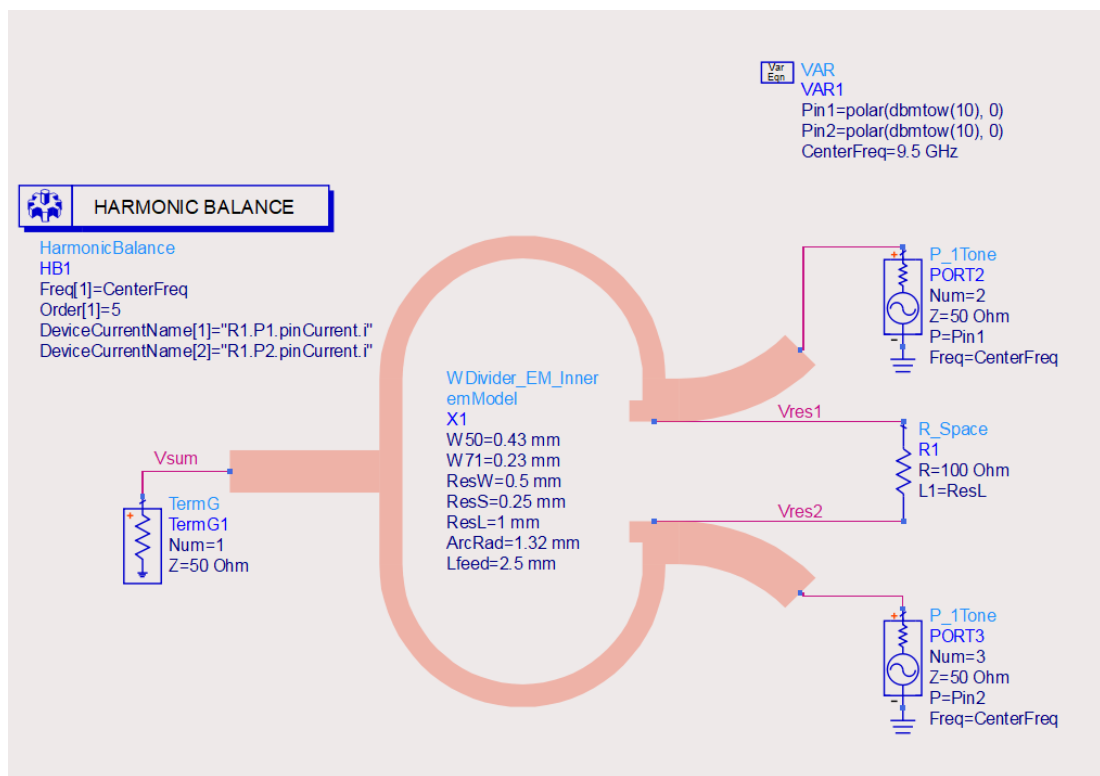 Var
Eqn
VAR
VAR1
Pin1=polar(dbmtow(10), 0)
Pin2=polar(dbmtow(10), 0)
CenterFreq=9.5 GHz
HARMONIC BALANCE
HarmonicBalance
HB1
Freq[1]=CenterFreq
Order[1]=5
DeviceCurrentName[1]="R1.P1.pinCurrent.i"
DeviceCurrentName[2]="R1.P2.pinCurrent.i"
P_1Tone
PORT2
Num=2
Z=50 Ohm
P=Pin1
Freq=CenterFreq
WDivider_EM_Inner
emModel
X1
W50=0.43 mm
W71=0.23 mm
ResW=0.5 mm
ResS=0.25 mm
ResL=1 mm
ArcRad=1.32 mm
Lfeed=2.5 mm
Vres1
R_Space
R1
R=100 Ohm
L1=ResL
Vres2
Vsum
TermG
TermG1
Num=1
Z=50 Ohm
P_1Tone
PORT3
Num=3
Z=50 Ohm
P=Pin2
Freq=CenterFreq